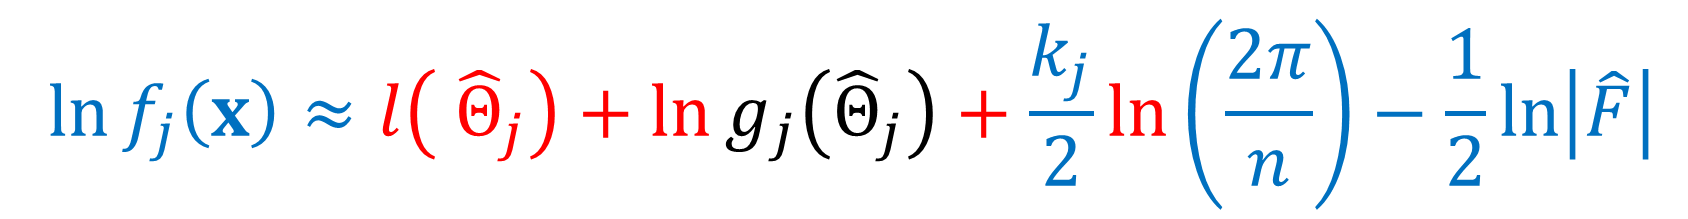 ln f_j(𝐱) ≈ l( Θ̂_j) + ln g_j(Θ̂_j) + k_j/2 ln(2π/n) − 1/2 ln|F̂|